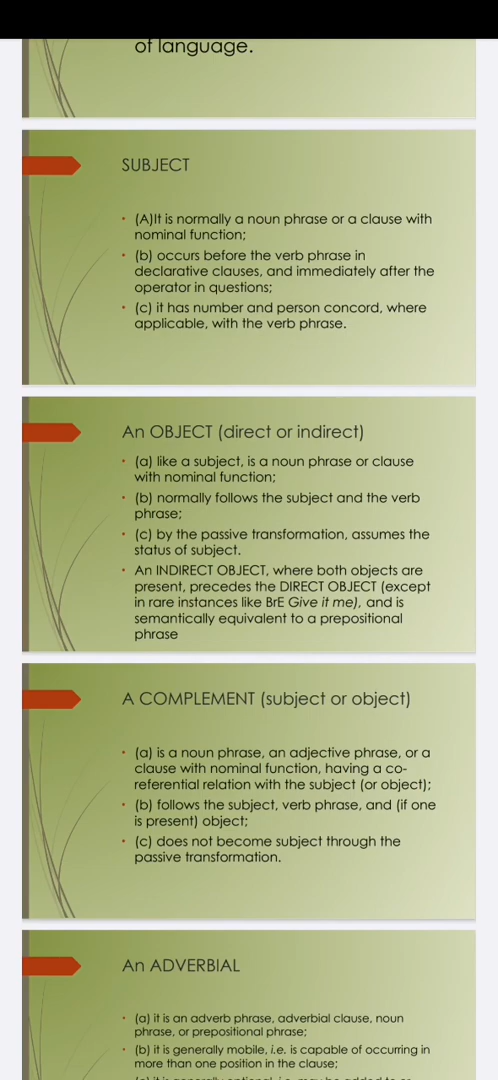 of language.
SUBJECT
• (A)It is normally a noun phrase or a clause with
nominal function;
• (b) occurs before the verb phrase in
declarative clauses, and immediately after the
operator in questions;
• (c) it has number and person concord, where
applicable, with the verb phrase.
An OBJECT (direct or indirect)
• (a) like a subject, is a noun phrase or clause
with nominal function;
• (b) normally follows the subject and the verb
phrase;
• (c) by the passive transformation, assumes the
status of subject.
• An INDIRECT OBJECT, where both objects are
present, precedes the DIRECT OBJECT (except
in rare instances like BrE Give it me), and is
semantically equivalent to a prepositional
phrase
A COMPLEMENT (subject or object)
• (a) is a noun phrase, an adjective phrase, or a
clause with nominal function, having a co-
referential relation with the subject (or object);
• (b) follows the subject, verb phrase, and (if one
is present) object;
• (c) does not become subject through the
passive transformation.
An ADVERBIAL
• (a) it is an adverb phrase, adverbial clause, noun
phrase, or prepositional phrase;
• (b) it is generally mobile, i.e. is capable of occurring in
more than one position in the clause;